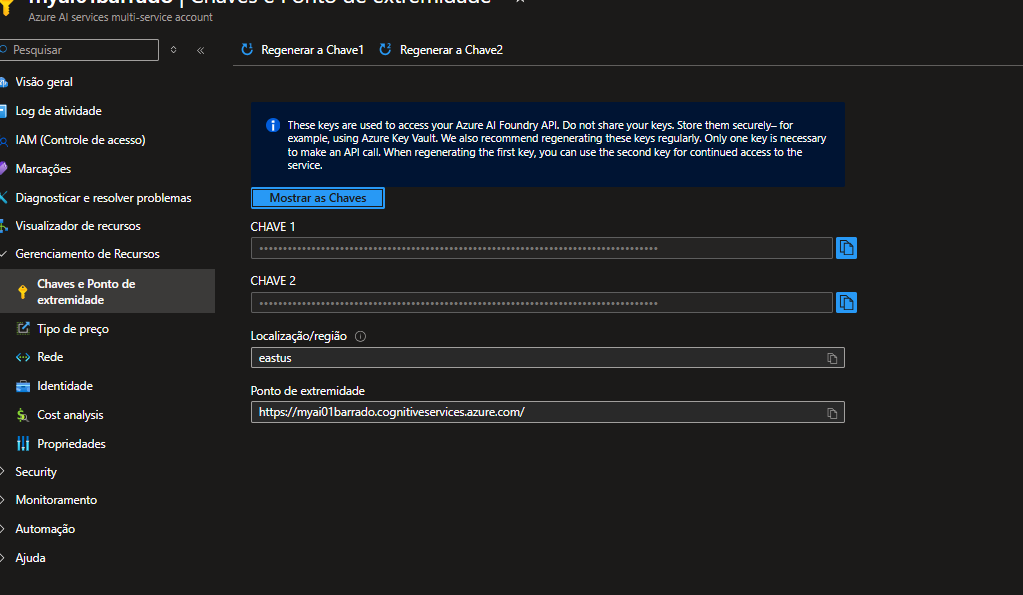 myai01barrado | Chaves e Ponto de extremidade
Azure AI services multi-service account
Pesquisar
Regenerar a Chave1
Regenerar a Chave2
Visão geral
Log de atividade
IAM (Controle de acesso)
Marcações
Diagnosticar e resolver problemas
Visualizador de recursos
Gerenciamento de Recursos
Chaves e Ponto de
extremidade
Tipo de preço
Rede
Identidade
Cost analysis
Propriedades
Security
Monitoramento
Automação
Ajuda
These keys are used to access your Azure AI Foundry API. Do not share your keys. Store them securely– for
example, using Azure Key Vault. We also recommend regenerating these keys regularly. Only one key is necessary
to make an API call. When regenerating the first key, you can use the second key for continued access to the
service.
Mostrar as Chaves
CHAVE 1
CHAVE 2
Localização/região
eastus
Ponto de extremidade
https://myai01barrado.cognitiveservices.azure.com/